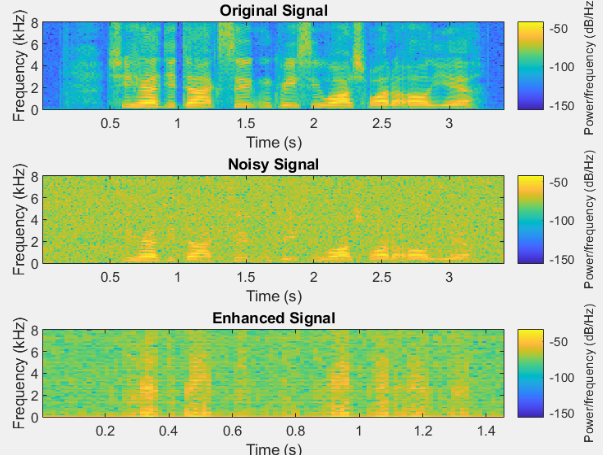 Original Signal
Frequency (kHz)
8
6
4
2
0
0.5 1 1.5 2 2.5 3
Time (s)
-50
-100
-150
Power/frequency (dB/Hz
Noisy Signal
Frequency (kHz)
8
6
4
2
0
0.5 1 1.5 2 2.5 3
Time (s)
-50
-100
-150
Power/frequency (dB/Hz)
Enhanced Signal
Frequency (kHz)
8
6
4
2
0
0.2 0.4 0.6 0.8 1 1.2 1.4
Time (s)
-50
-100
-150
Power/frequency (dB/Hz)